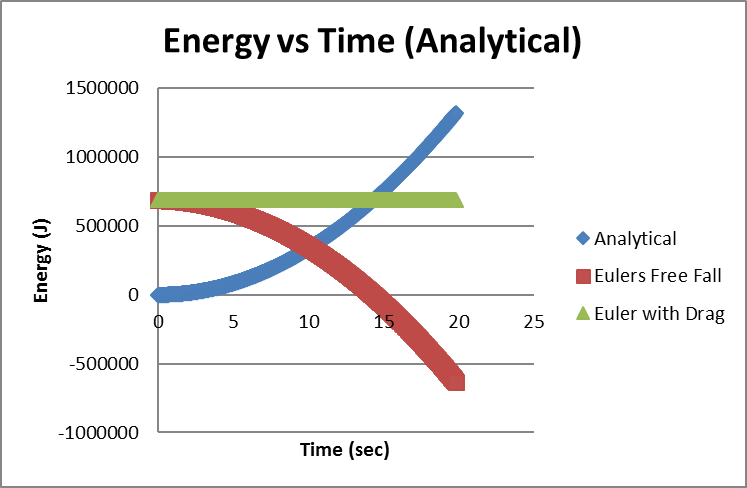 Energy vs Time (Analytical)
1500000
1000000
500000
0
-500000
-1000000
0 5 10 15 20 25
Energy (J)
Time (sec)
Analytical
Eulers Free Fall
Euler with Drag